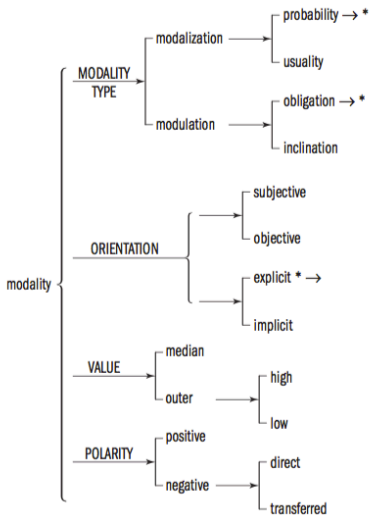 probability → *
modalization
usuality
MODALITY
TYPE
obligation → *
modulation
inclination
subjective
objective
ORIENTATION
explicit * →
modality
implicit
median
VALUE
high
outer
low
positive
POLARITY
direct
negative
transferred